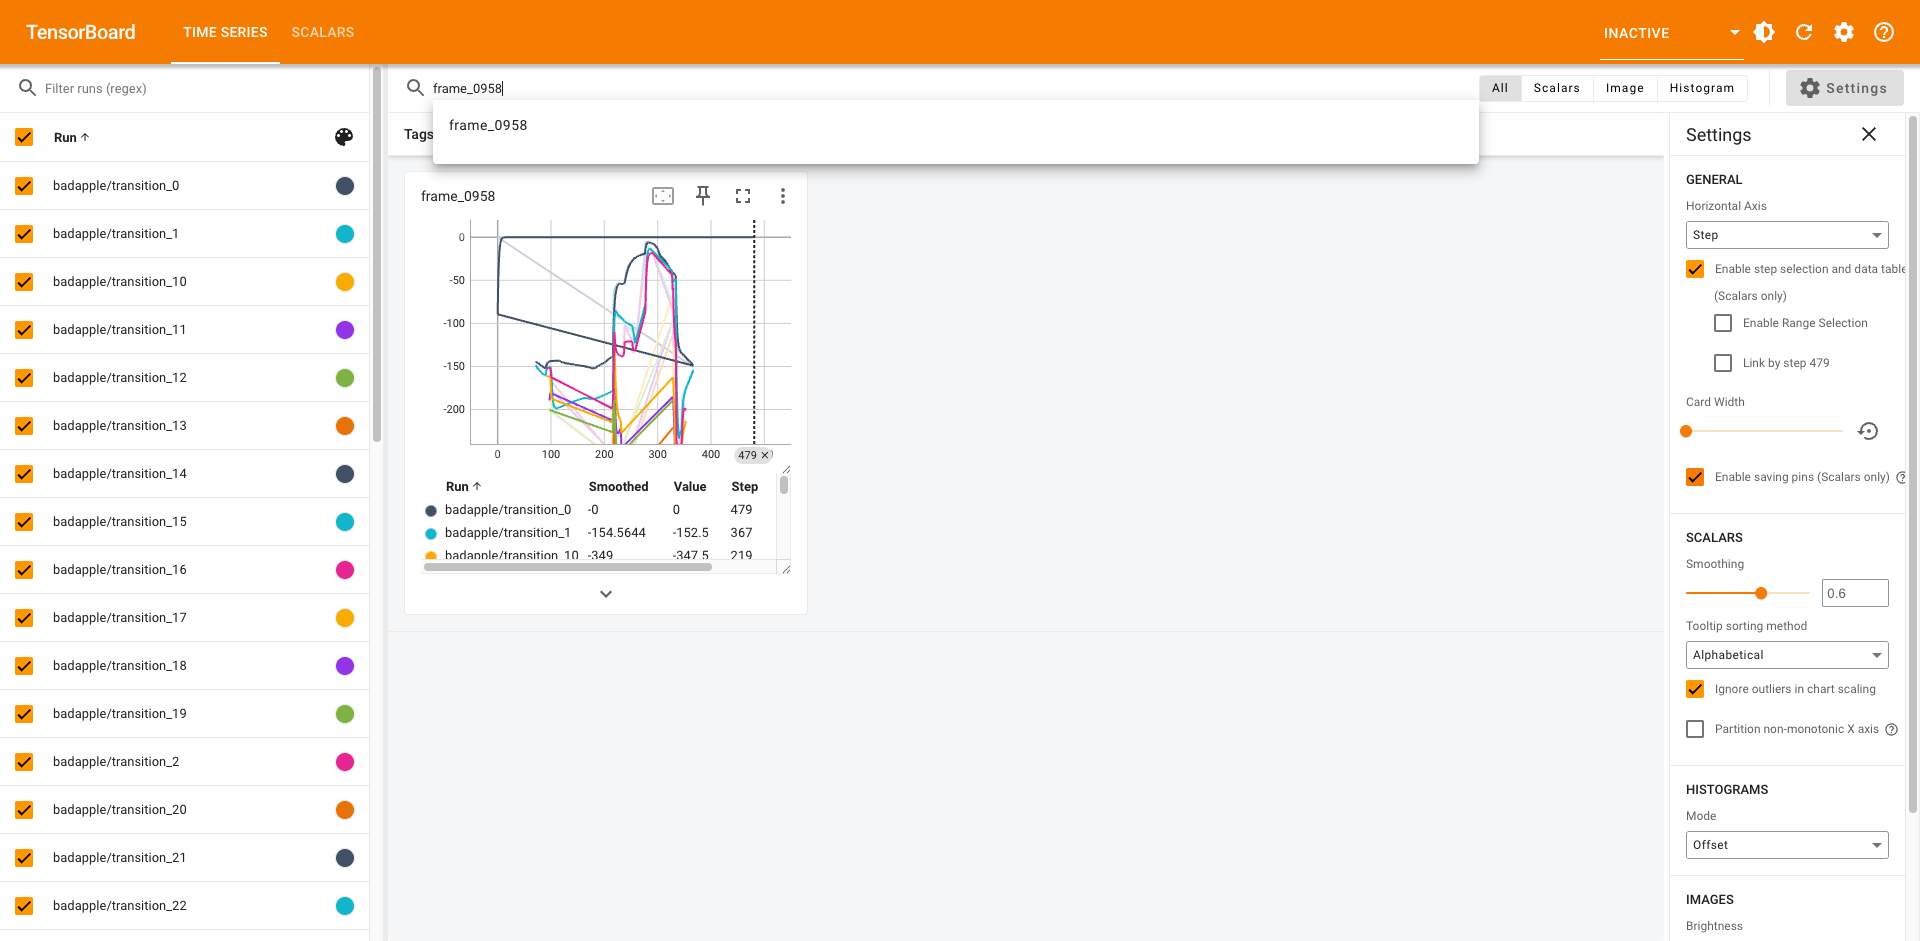 TensorBoard
TIME SERIES
SCALARS
INACTIVE
Filter runs (regex)
frame_0958
All
Scalars
Image
Histogram
Settings
frame_0958
Tags
Run
badapple/transition_0
badapple/transition_1
badapple/transition_10
badapple/transition_11
badapple/transition_12
badapple/transition_13
badapple/transition_14
badapple/transition_15
badapple/transition_16
badapple/transition_17
badapple/transition_18
badapple/transition_19
badapple/transition_2
badapple/transition_20
badapple/transition_21
badapple/transition_22
frame_0958
0
-50
-100
-150
-200
0 100 200 300 400 479
Run Smoothed Value Step
badapple/transition_0 -0 0 479
badapple/transition_1 -154.5644 -152.5 367
badapple/transition_10 -349 -347.5 219
Settings
GENERAL
Horizontal Axis
Step
Enable step selection and data table
(Scalars only)
Enable Range Selection
Link by step 479
Card Width
Enable saving pins (Scalars only)
SCALARS
Smoothing
0.6
Tooltip sorting method
Alphabetical
Ignore outliers in chart scaling
Partition non-monotonic X axis
HISTOGRAMS
Mode
Offset
IMAGES
Brightness